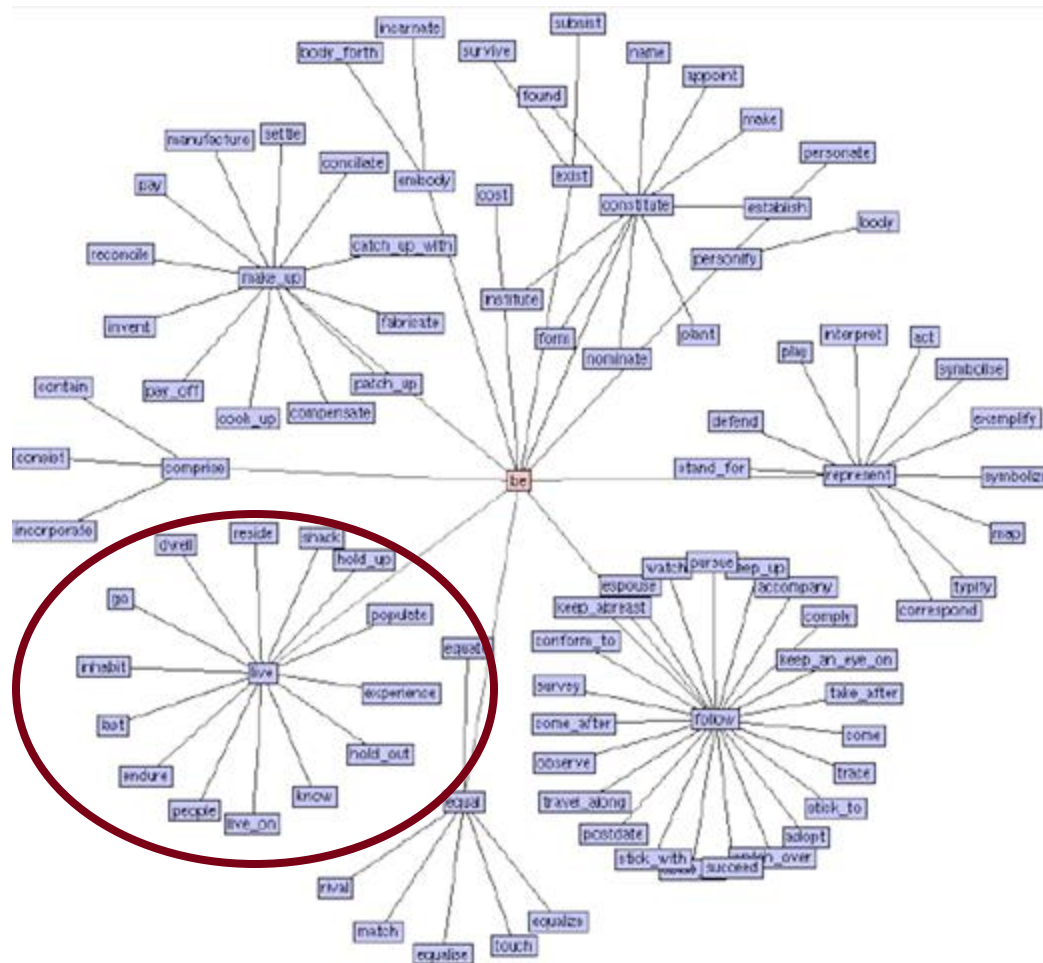 subsist
incarnate
survive
name
body_forth
appoint
found
make
manufacture
settle
personate
conciliate
exist
pay
embody
cost
constitute
establish
body
catch_up_with
reconcile
personify
make_up
institute
fabricate
invent
form
plant
interpret
act
nominate
play
symbolise
patch_up
contain
pay_off
compensate
cook_up
defend
exemplify
consist
comprise
stand_for
represent
symbolize
be
incorporate
reside
shack
map
dwell
hold_up
pursue
watch
espouse
accompany
typify
go
keep_abreast
correspond
populate
comply
conform_to
equate
inhabit
live
keep_an_eye_on
experience
survey
take_after
last
come_after
follow
come
hold_out
observe
endure
trace
know
travel_along
equal
stick_to
people
live_on
postdate
adopt
stick_with
succeed
rival
match
equalize
equalise
touch